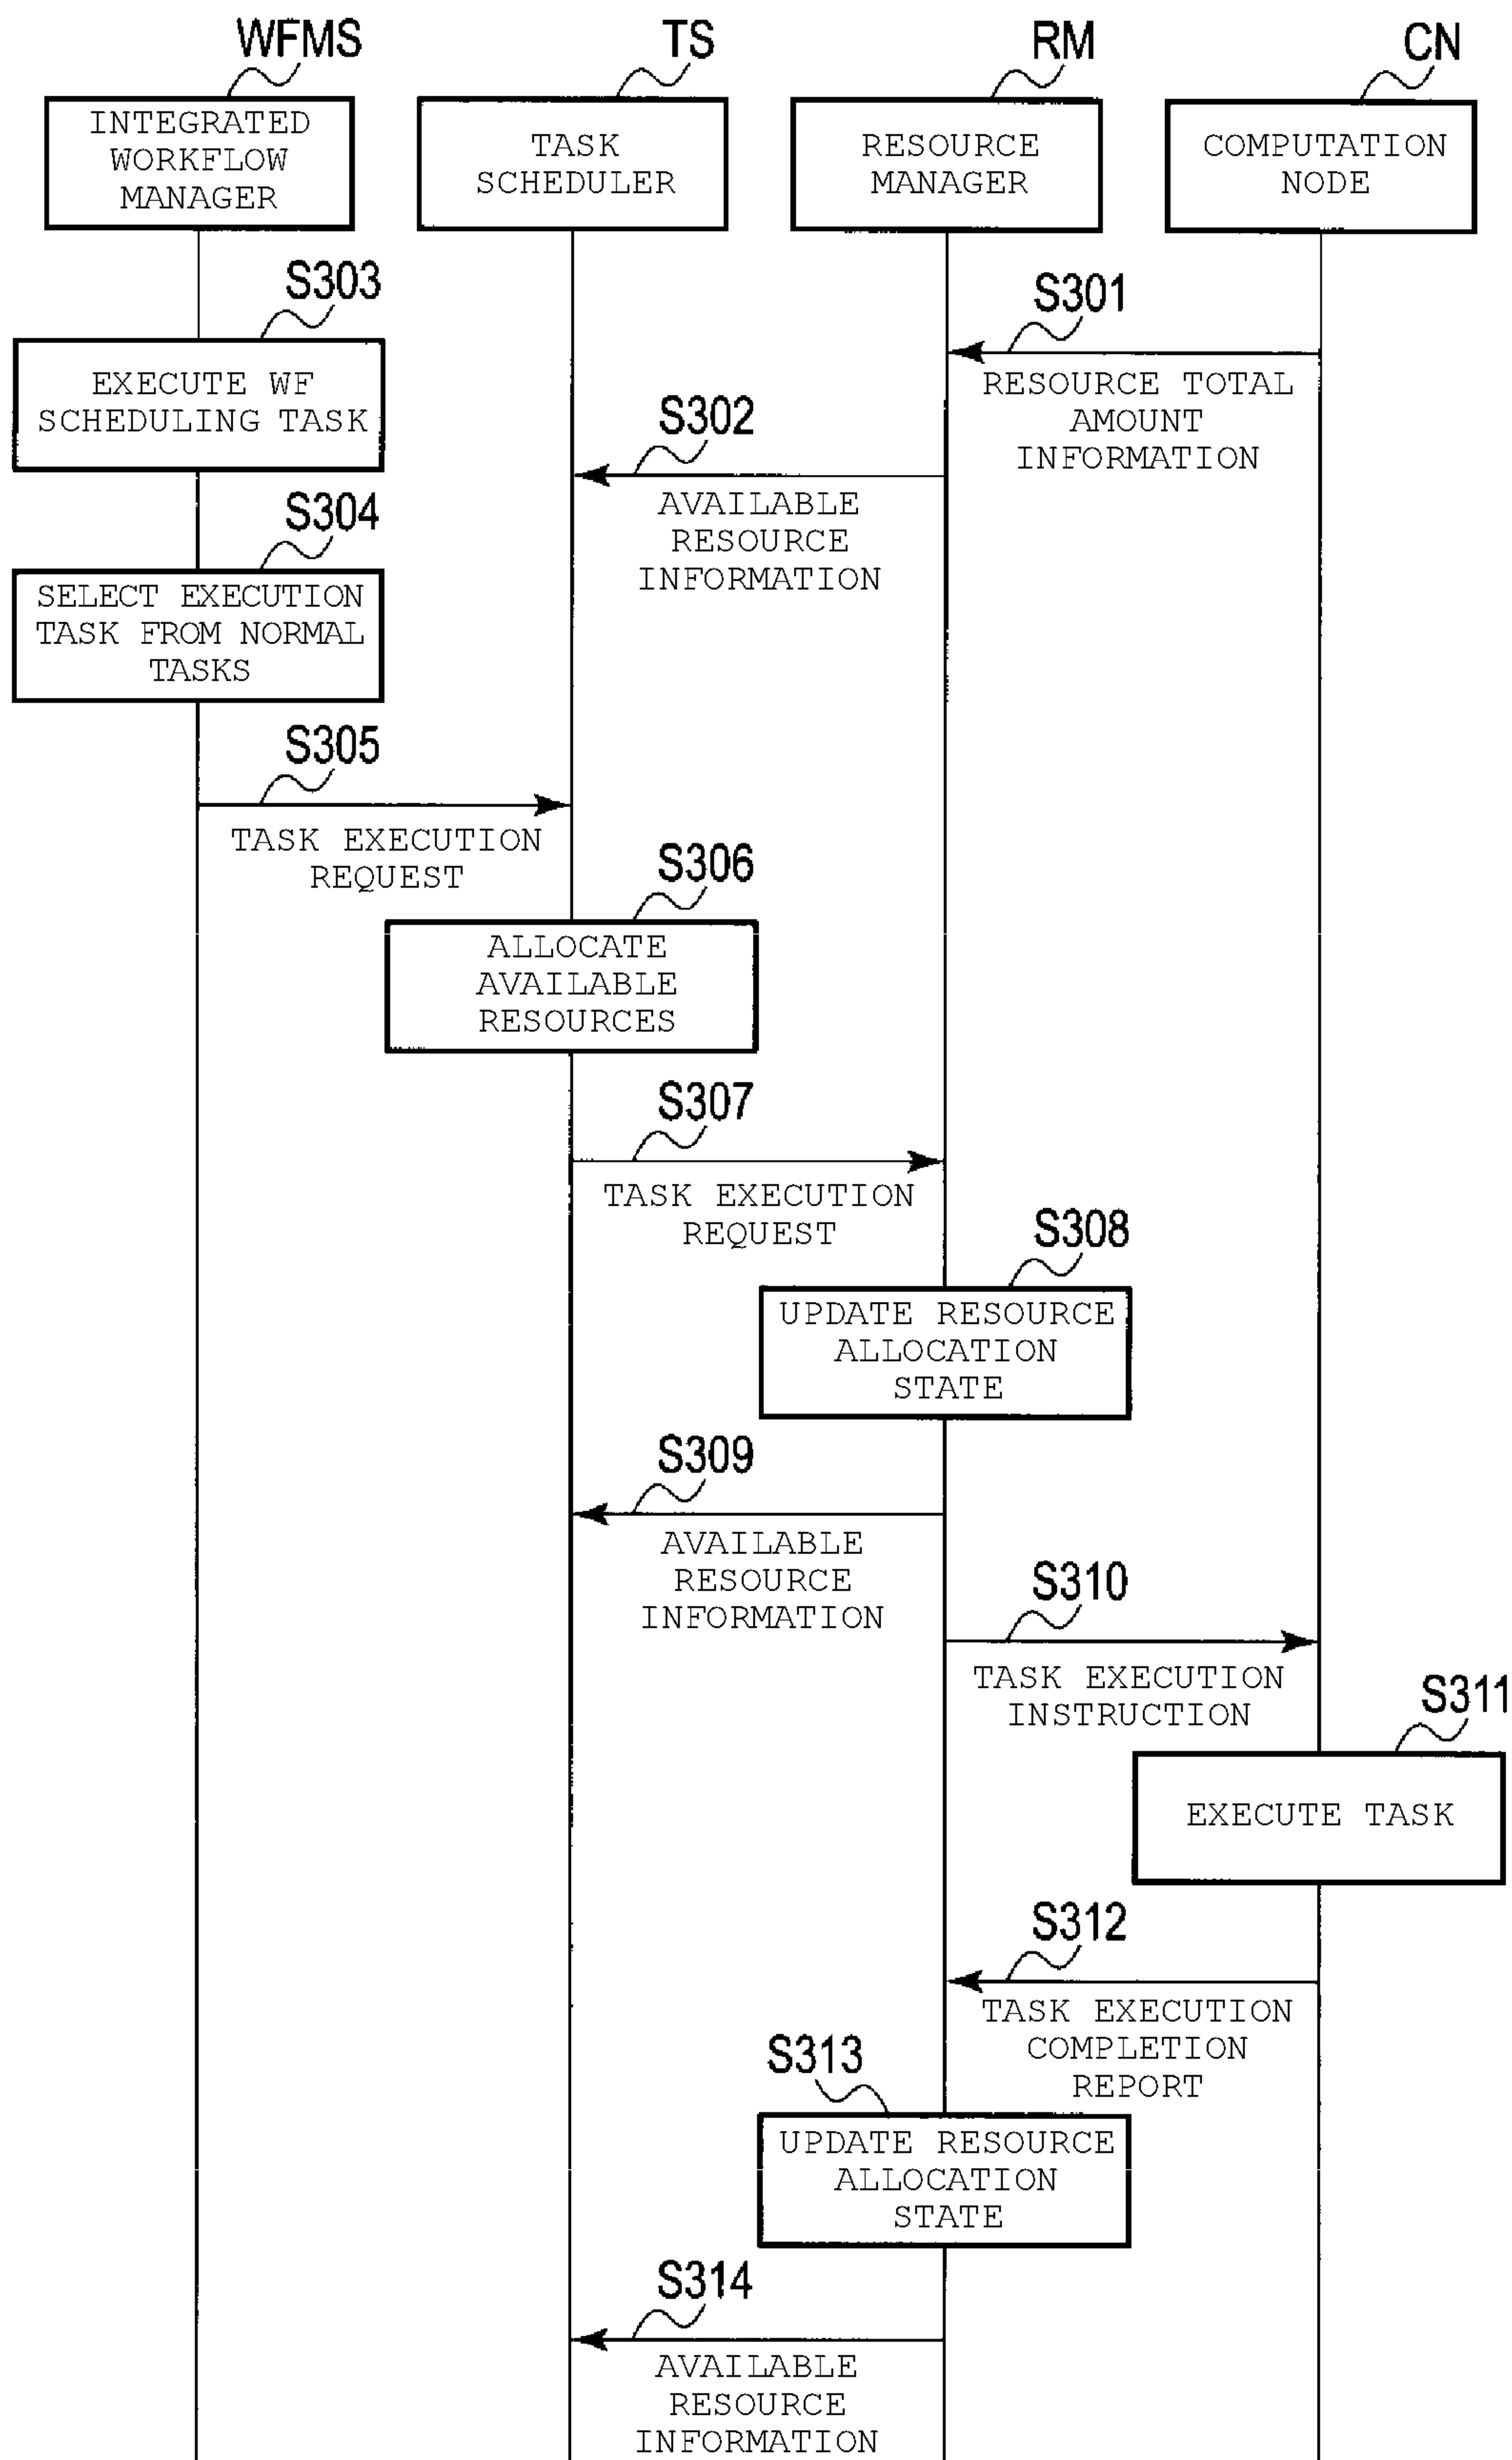 WFMS
TS
RM
CN
INTEGRATED
WORKFLOW
MANAGER
TASK
SCHEDULER
RESOURCE
MANAGER
COMPUTATION
NODE
S303
S301
EXECUTE WF
SCHEDULING TASK
RESOURCE TOTAL
AMOUNT
INFORMATION
S302
AVAILABLE
RESOURCE
INFORMATION
S304
SELECT EXECUTION
TASK FROM NORMAL
TASKS
S305
TASK EXECUTION
REQUEST
S306
ALLOCATE
AVAILABLE
RESOURCES
S307
TASK EXECUTION
REQUEST
S308
UPDATE RESOURCE
ALLOCATION
STATE
S309
AVAILABLE
RESOURCE
INFORMATION
S310
TASK EXECUTION
INSTRUCTION
S311
EXECUTE TASK
S312
TASK EXECUTION
COMPLETION
REPORT
S313
UPDATE RESOURCE
ALLOCATION
STATE
S314
AVAILABLE
RESOURCE
INFORMATION